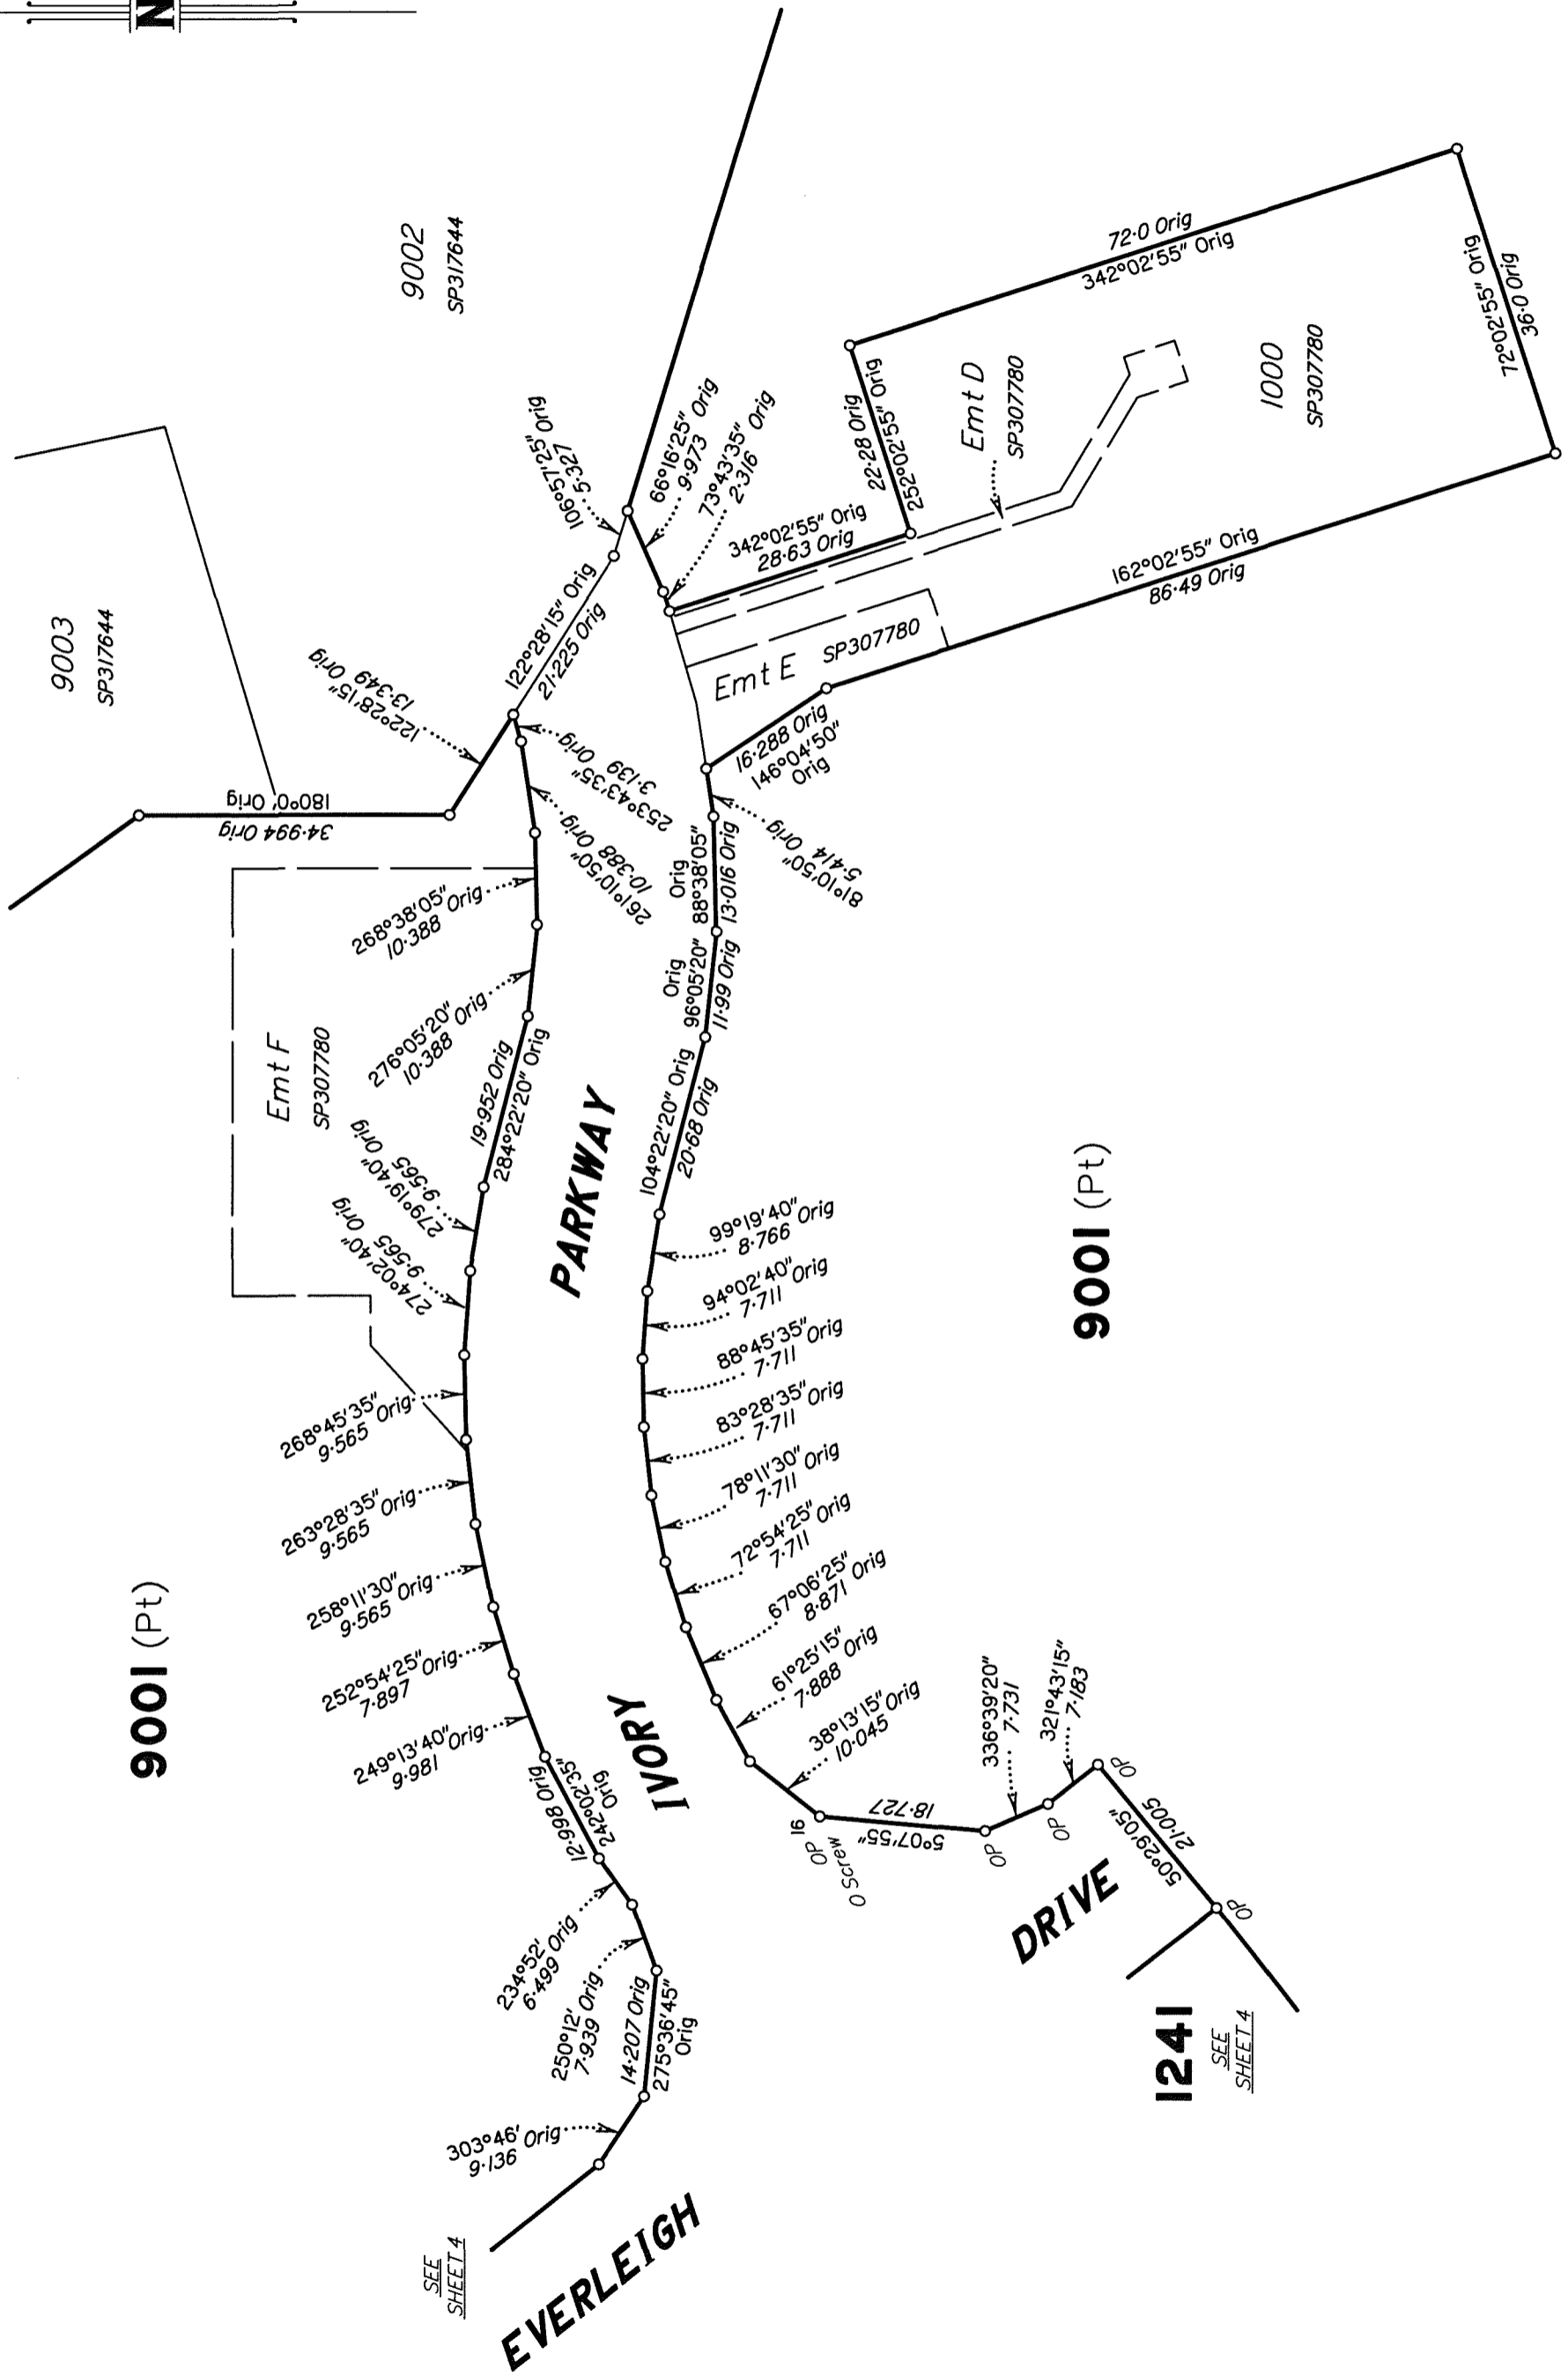 N
9003
SP317644
9002
SP317644
180°0' Orig
34·994 Orig
122°28'15" Orig
13·349
122°28'15" Orig
21·225 Orig
106°57'25" Orig
5·327
66°16'25" Orig
9·973
73°43'35" Orig
2·316
342°02'55" Orig
28·63 Orig
22·28 Orig
252°02'55" Orig
72·0 Orig
342°02'55" Orig
72°02'55" Orig
36·0 Orig
162°02'55" Orig
86·49 Orig
Emt D
SP307780
1000
SP307780
Emt E
SP307780
16·288 Orig
146°04'50"
Orig
253°43'35"
3·139 Orig
261°10'50"
10·388 Orig
268°38'05"
10·388 Orig
276°05'20"
10·388 Orig
19·952 Orig
284°22'20" Orig
279°19'40" Orig
9·565
274°02'40" Orig
9·565
268°45'35"
9·565 Orig
263°28'35"
9·565 Orig
258°11'30"
9·565 Orig
252°54'25"
7·897 Orig
249°13'40"
9·981 Orig
12·998 Orig
242°02'35"
Orig
234°52'
6·499 Orig
250°12'
7·939 Orig
14·207 Orig
275°36'45"
Orig
303°46'
9·136 Orig
Emt F
SP307780
9001 (Pt)
IVORY
PARKWAY
81°10'50"
5·414 Orig
Orig
88°38'05"
13·016 Orig
Orig
96°05'20"
11·99 Orig
104°22'20" Orig
20·68 Orig
99°19'40"
8·766 Orig
94°02'40"
7·711 Orig
88°45'35"
7·711 Orig
83°28'35"
7·711 Orig
78°11'30"
7·711 Orig
72°54'25"
7·711 Orig
67°06'25"
8·871 Orig
61°25'15"
7·888 Orig
38°13'15"
10·045 Orig
16
OP
O Screw
18·727
5°07'55"
OP
336°39'20"
7·731
OP
321°43'15"
7·183
OP
50°29'05"
21·005
OP
9001 (Pt)
SEE
SHEET 4
EVERLEIGH
DRIVE
1241
SEE
SHEET 4